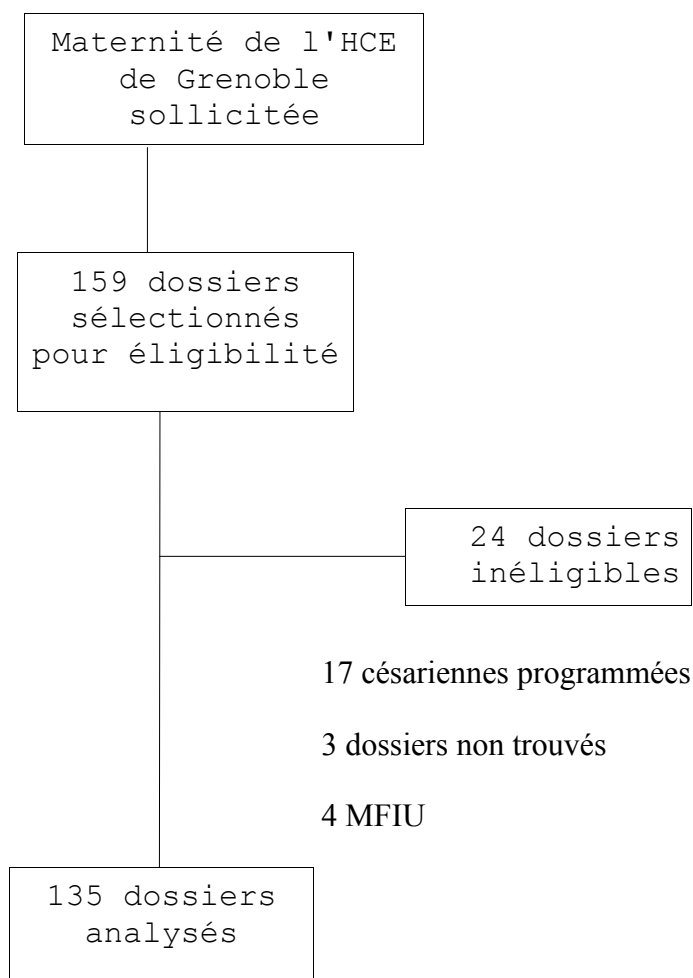 Maternité de l'HCE
de Grenoble
sollicitée
159 dossiers
sélectionnés
pour éligibilité
24 dossiers
inéligibles
17 césariennes programmées
3 dossiers non trouvés
4 MFIU
135 dossiers
analysés